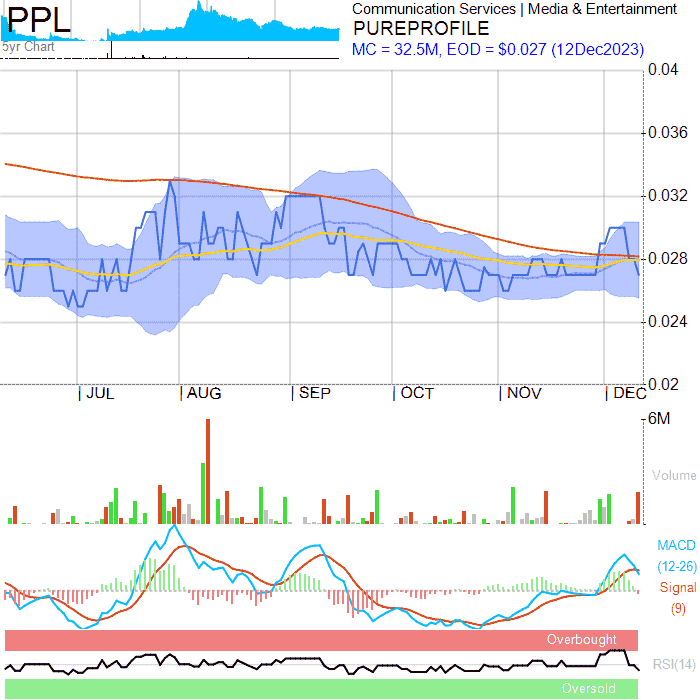 PPL
5yr Chart
Communication Services | Media & Entertainment
PUREPROFILE
MC = 32.5M, EOD = $0.027 (12Dec2023)
0.04
0.036
0.032
0.028
0.024
0.02
JUL AUG SEP OCT NOV DEC
6M
Volume
MACD
(12-26)
Signal
(9)
Overbought
RSI(14)
Oversold